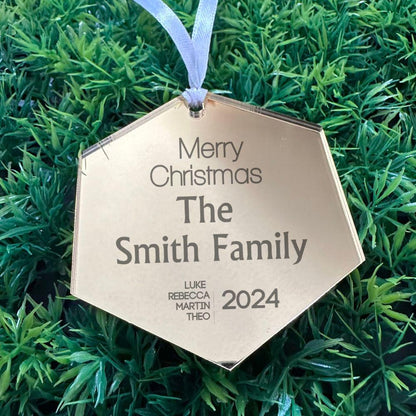 Merry
Christmas
The
Smith Family
LUKE
REBECCA
MARTIN
THEO
2024